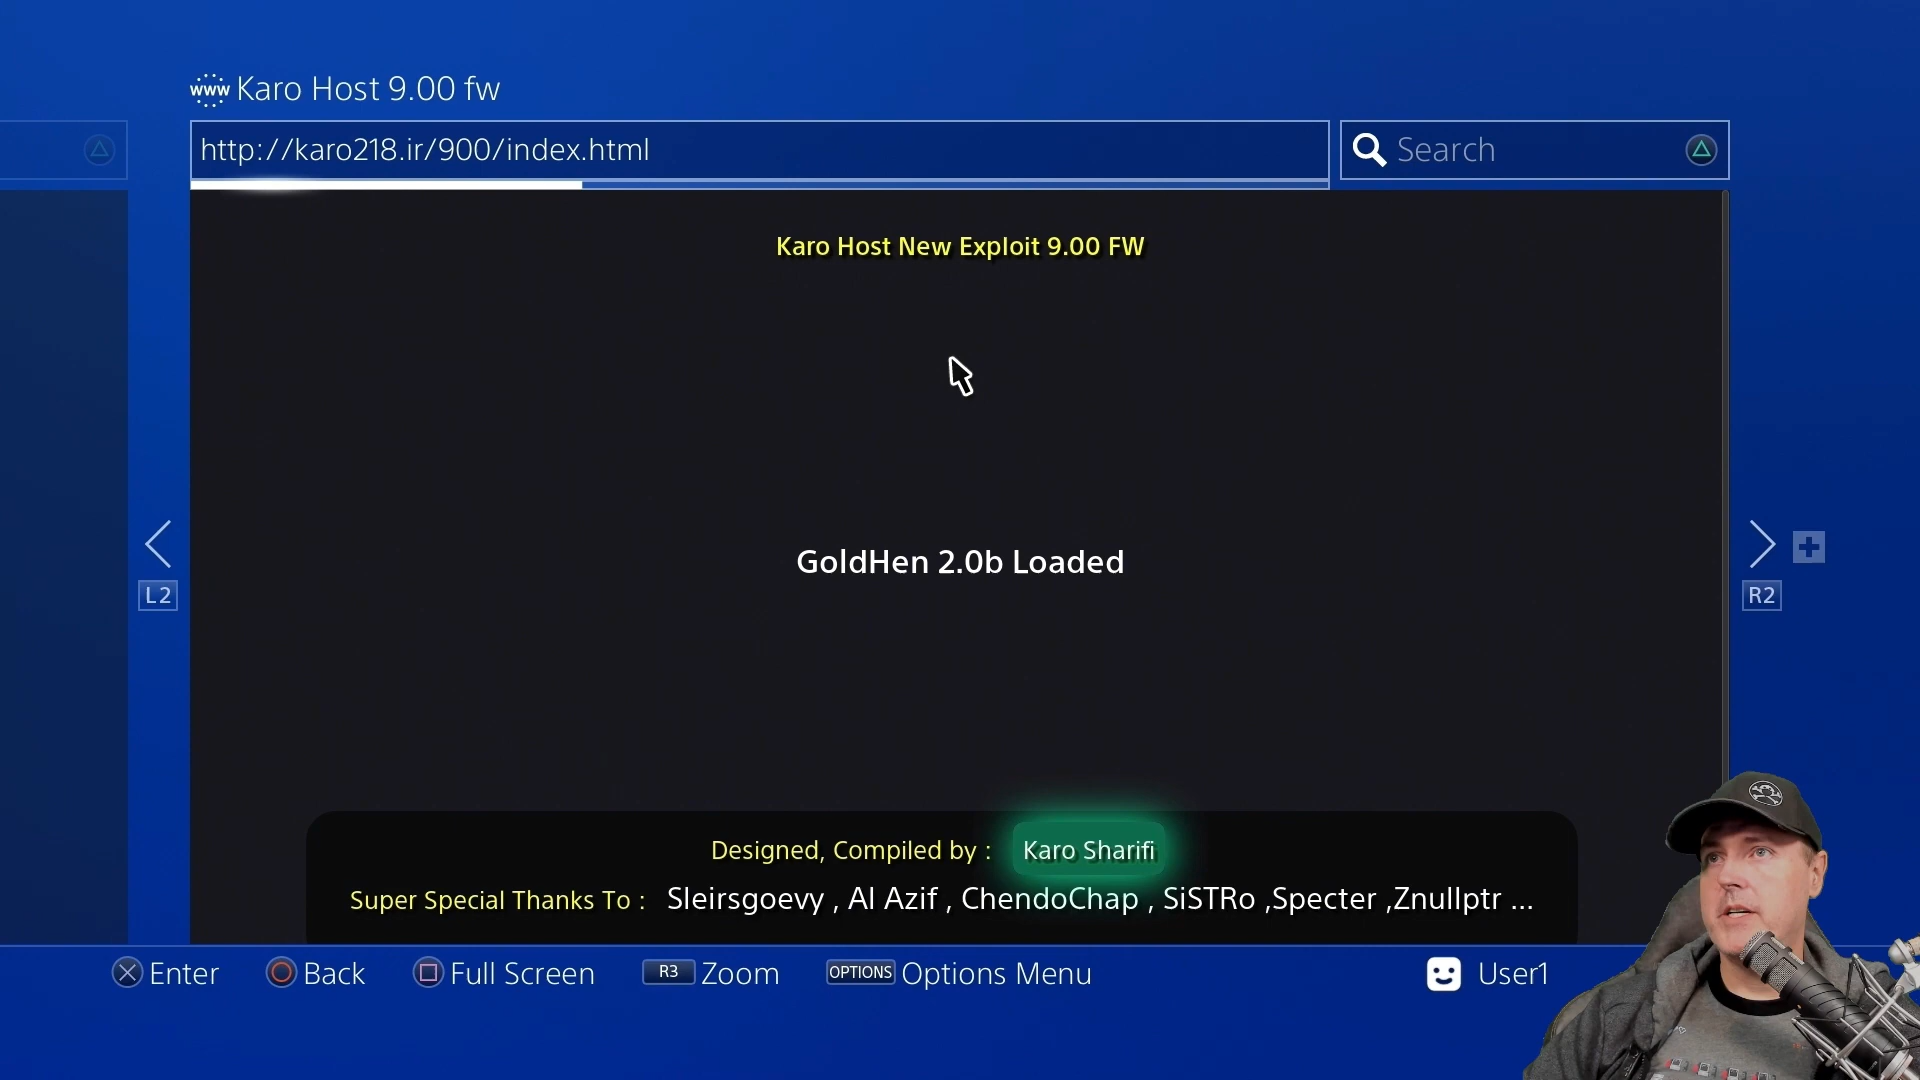 www Karo Host 9.00 fw
http://karo218.ir/900/index.html
Search
Karo Host New Exploit 9.00 FW
GoldHen 2.0b Loaded
L2
R2
Designed, Compiled by : Karo Sharifi
Super Special Thanks To : Sleirsgoevy , Al Azif , ChendoChap , SiSTRo ,Specter ,Znullptr ...
Enter Back Full Screen R3 Zoom OPTIONS Options Menu User1